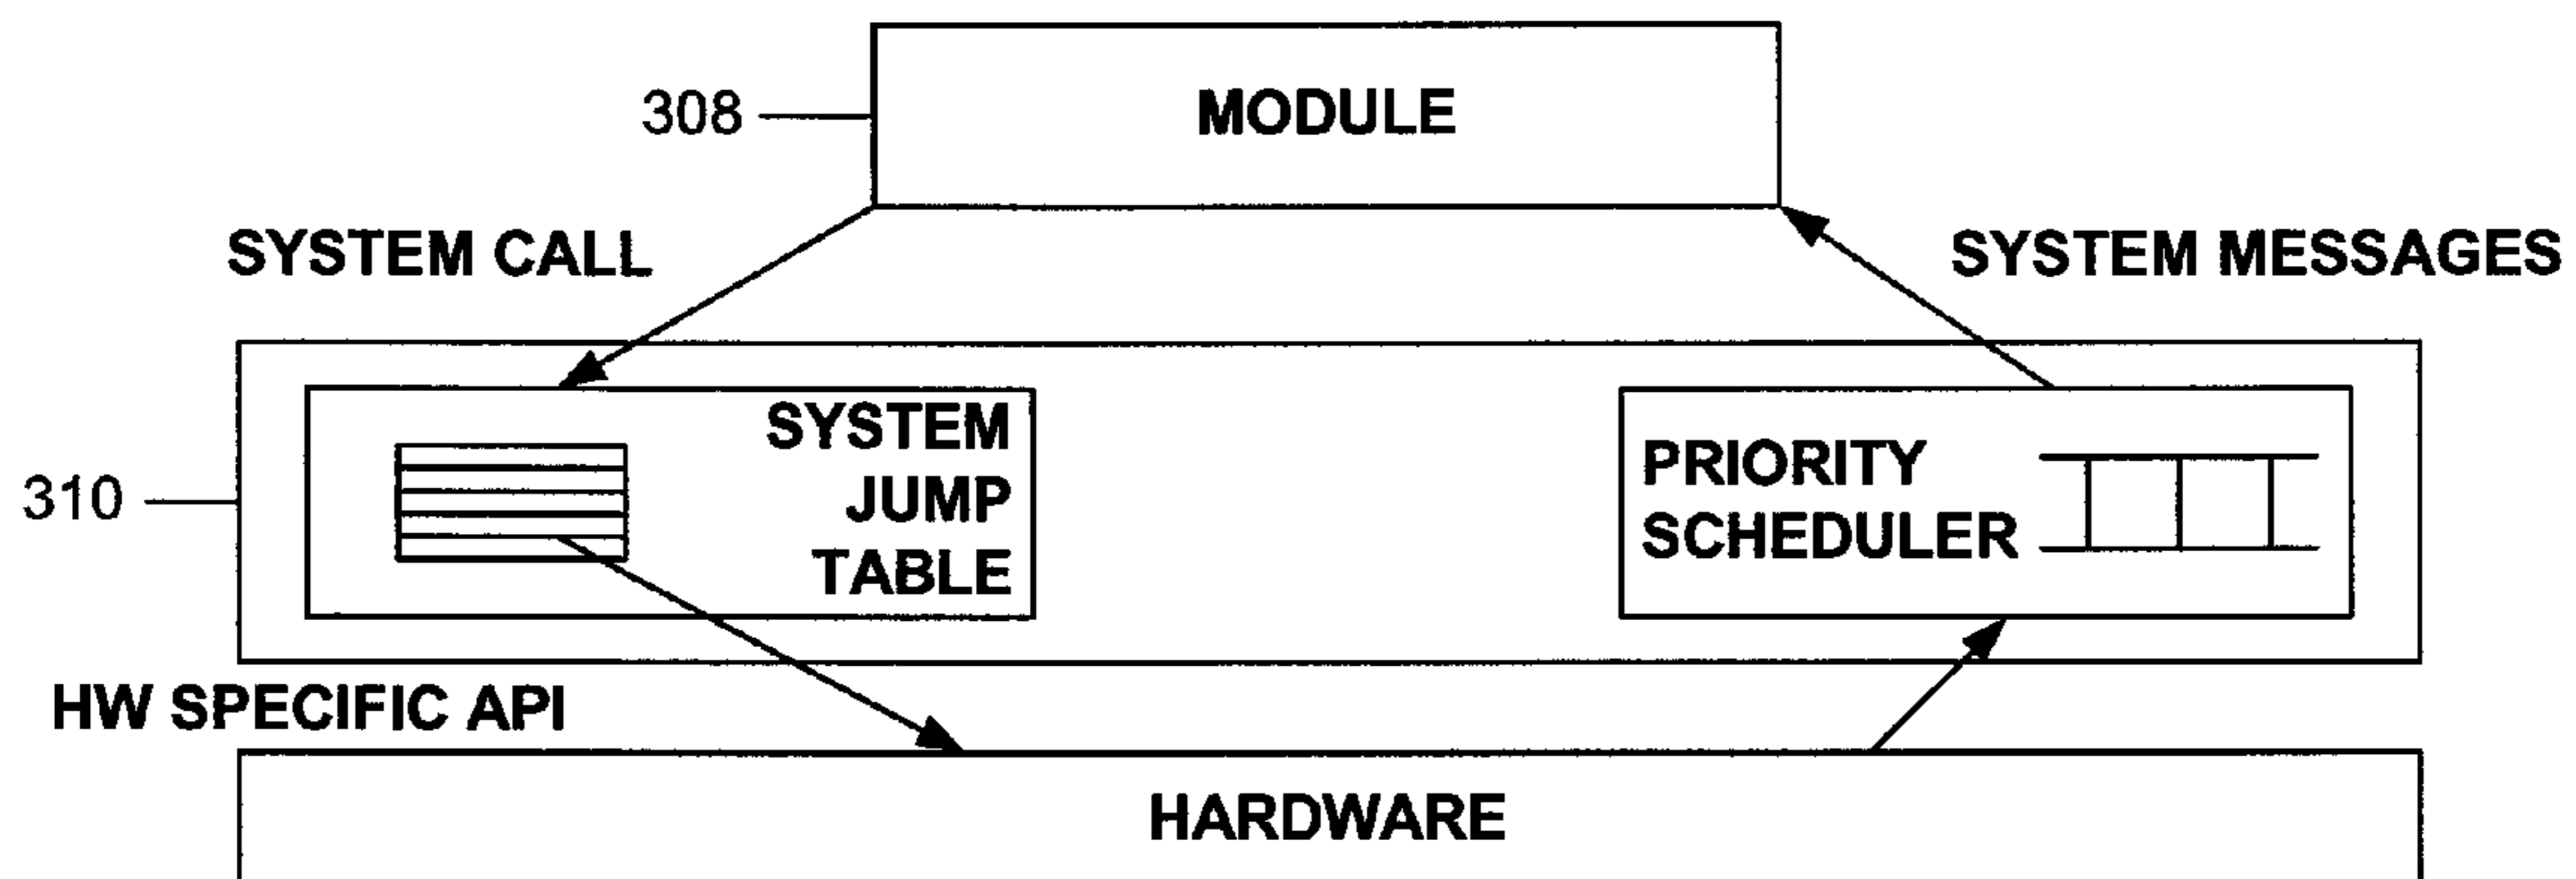 308
MODULE
SYSTEM CALL
SYSTEM MESSAGES
310
SYSTEM
JUMP
TABLE
PRIORITY
SCHEDULER
HW SPECIFIC API
HARDWARE